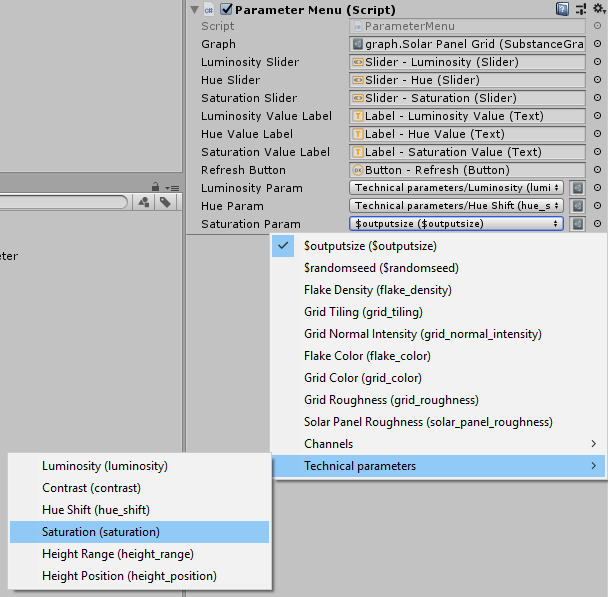 Parameter Menu (Script)
Script ParameterMenu
Graph graph.Solar Panel Grid (SubstanceGra
Luminosity Slider Slider - Luminosity (Slider)
Hue Slider Slider - Hue (Slider)
Saturation Slider Slider - Saturation (Slider)
Luminosity Value Label Label - Luminosity Value (Text)
Hue Value Label Label - Hue Value (Text)
Saturation Value Label Label - Saturation Value (Text)
Refresh Button Button - Refresh (Button)
Luminosity Param Technical parameters/Luminosity (lumi
Hue Param Technical parameters/Hue Shift (hue_s
Saturation Param $outputsize ($outputsize)
eter
$outputsize ($outputsize)
$randomseed ($randomseed)
Flake Density (flake_density)
Grid Tiling (grid_tiling)
Grid Normal Intensity (grid_normal_intensity)
Flake Color (flake_color)
Grid Color (grid_color)
Grid Roughness (grid_roughness)
Solar Panel Roughness (solar_panel_roughness)
Channels
Technical parameters
Luminosity (luminosity)
Contrast (contrast)
Hue Shift (hue_shift)
Saturation (saturation)
Height Range (height_range)
Height Position (height_position)